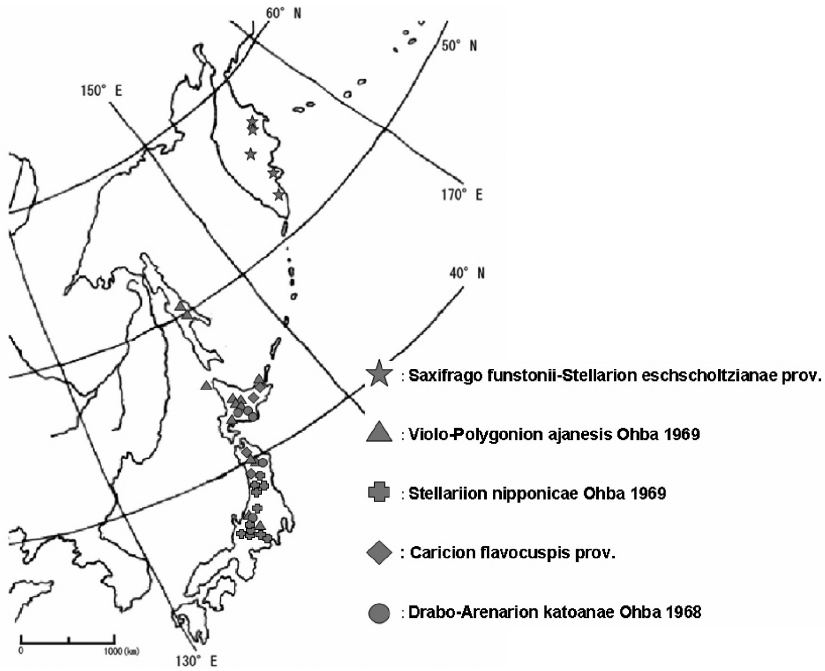 60° N
50° N
150° E
170° E
40° N
: Saxifrago funstonii-Stellarion eschscholtzianae prov.
: Violo-Polygonion ajanesis Ohba 1969
: Stellariion nipponicae Ohba 1969
: Caricion flavocuspis prov.
: Drabo-Arenarion katoanae Ohba 1968
0 1000 (km)
130° E